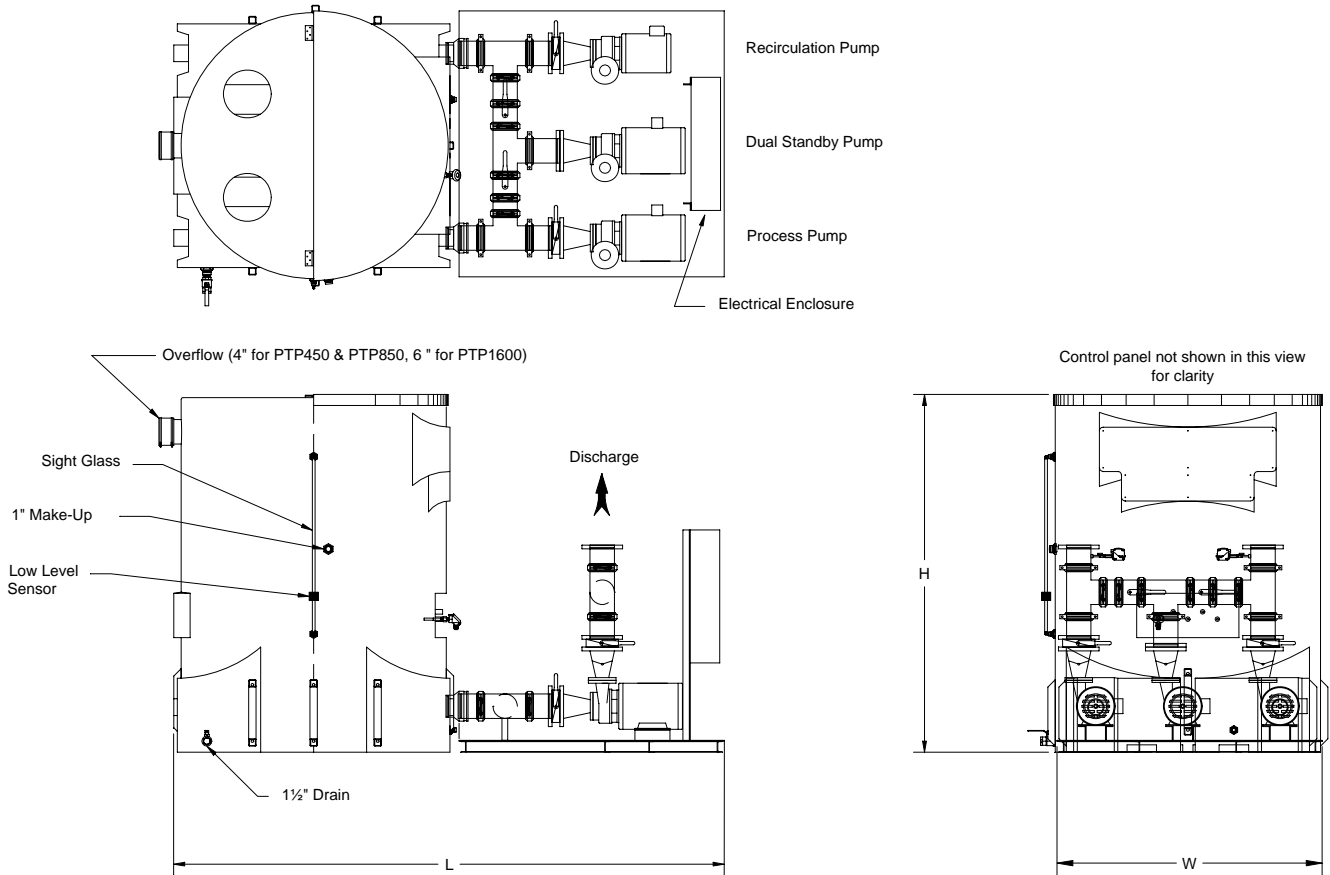 Recirculation Pump
Dual Standby Pump
Process Pump
Electrical Enclosure
Overflow (4" for PTP450 & PTP850, 6 " for PTP1600)
Sight Glass
1" Make-Up
Low Level
Sensor
1½" Drain
Discharge
L
Control panel not shown in this view
for clarity
H
W